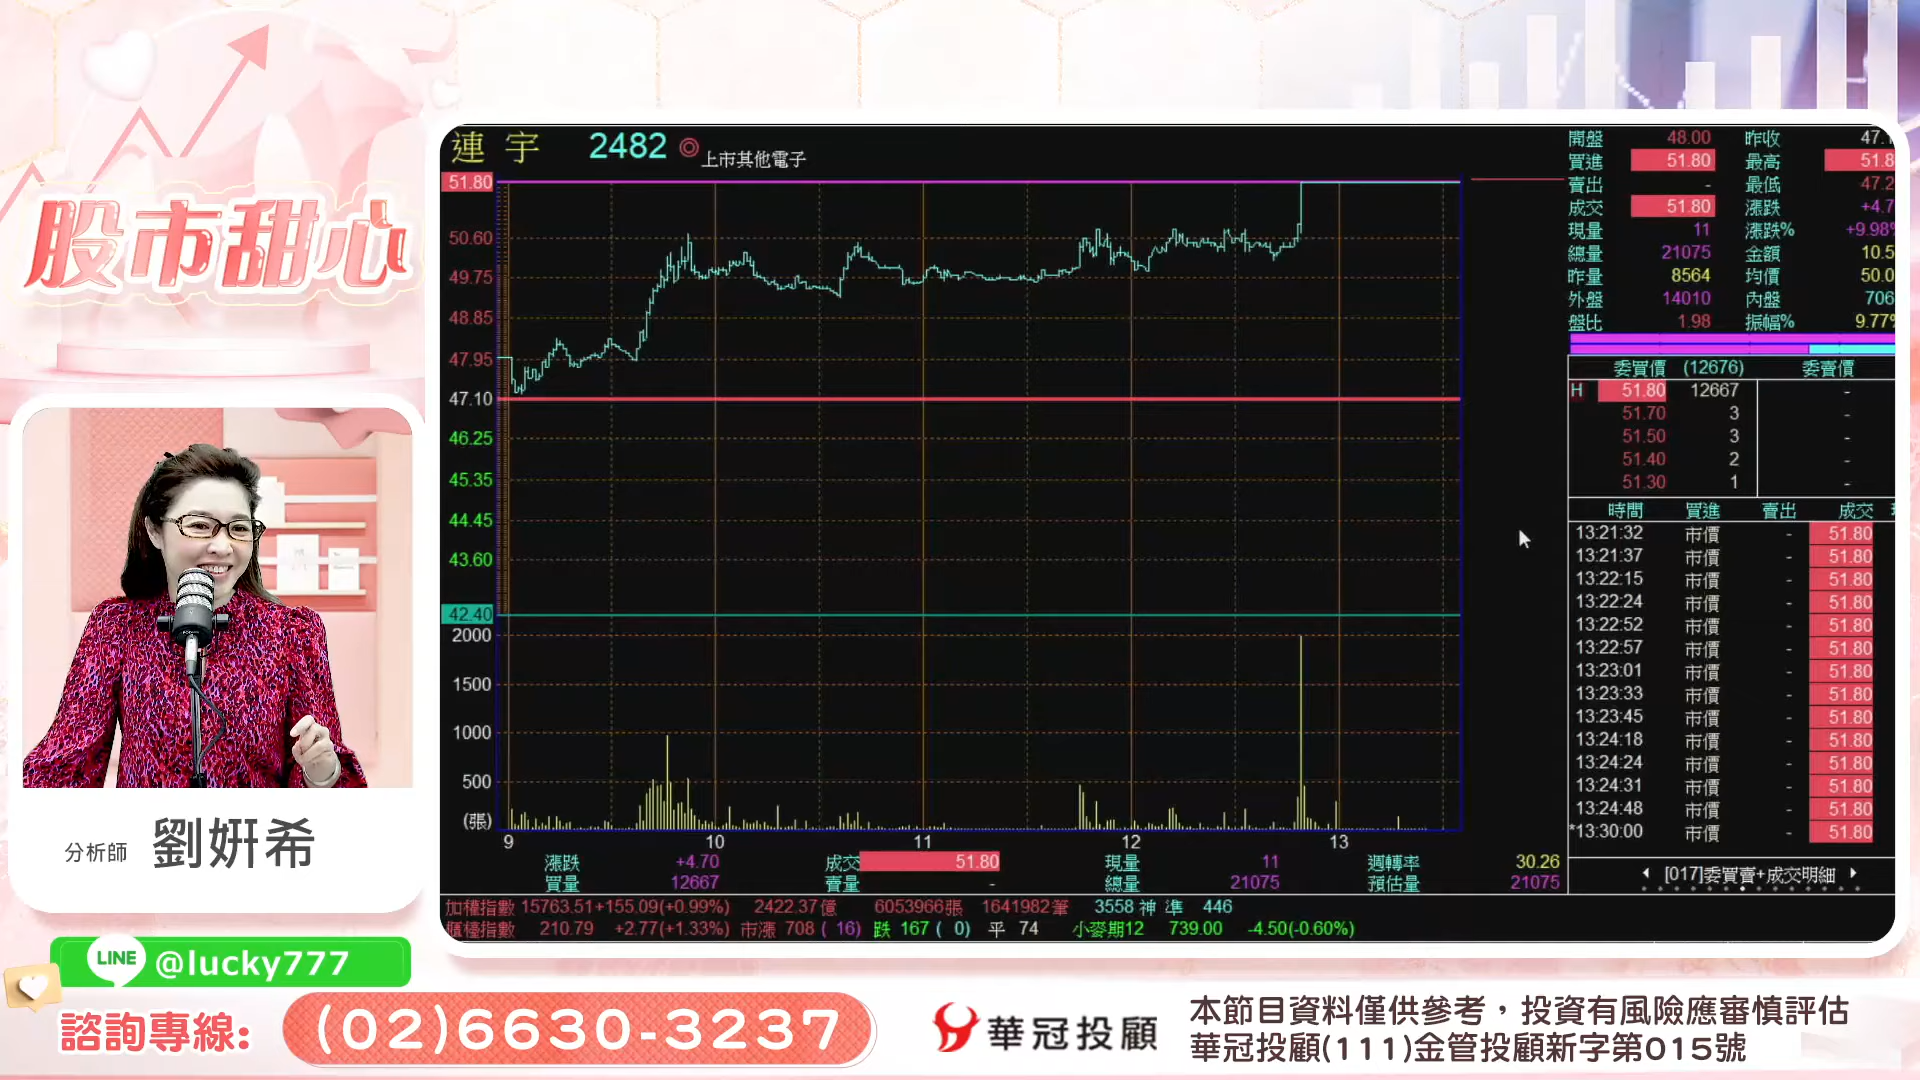 股市甜心
分析師 劉妍希
LINE @lucky777
諮詢專線: (02)6630-3237
華冠投顧
本節目資料僅供參考，投資有風險應審慎評估
華冠投顧(111)金管投顧新字第015號
連宇 2482 ◎ 上市其他電子
51.80
50.60
49.75
48.85
47.95
47.10
46.25
45.35
44.45
43.60
42.40
2000
1500
1000
500
(張)
9 10 11 12 13
漲跌 +4.70 成交 51.80 現量 11 週轉率 30.26
買量 12667 賣量 - 總量 21075 預估量 21075
加權指數 15763.51+155.09(+0.99%) 2422.37億 6053966張 1641982筆 3558 神準 446
櫃檯指數 210.79 +2.77(+1.33%) 市漲 708 ( 16) 跌 167 ( 0) 平 74 小麥期12 739.00 -4.50(-0.60%)
開盤 48.00 昨收 47.1
買進 51.80 最高 51.8
賣出 - 最低 47.2
成交 51.80 漲跌 +4.7
現量 11 漲跌% +9.98%
總量 21075 金額 10.5
昨量 8564 均價 50.0
外盤 14010 內盤 706
盤比 1.98 振幅% 9.77%
委買價 (12676) 委賣價
H 51.80 12667 -
51.70 3 -
51.50 3 -
51.40 2 -
51.30 1 -
時間 買進 賣出 成交
13:21:32 市價 - 51.80
13:21:37 市價 - 51.80
13:22:15 市價 - 51.80
13:22:24 市價 - 51.80
13:22:52 市價 - 51.80
13:22:57 市價 - 51.80
13:23:01 市價 - 51.80
13:23:33 市價 - 51.80
13:23:45 市價 - 51.80
13:24:18 市價 - 51.80
13:24:24 市價 - 51.80
13:24:31 市價 - 51.80
13:24:48 市價 - 51.80
*13:30:00 市價 - 51.80
[017]委買賣+成交明細